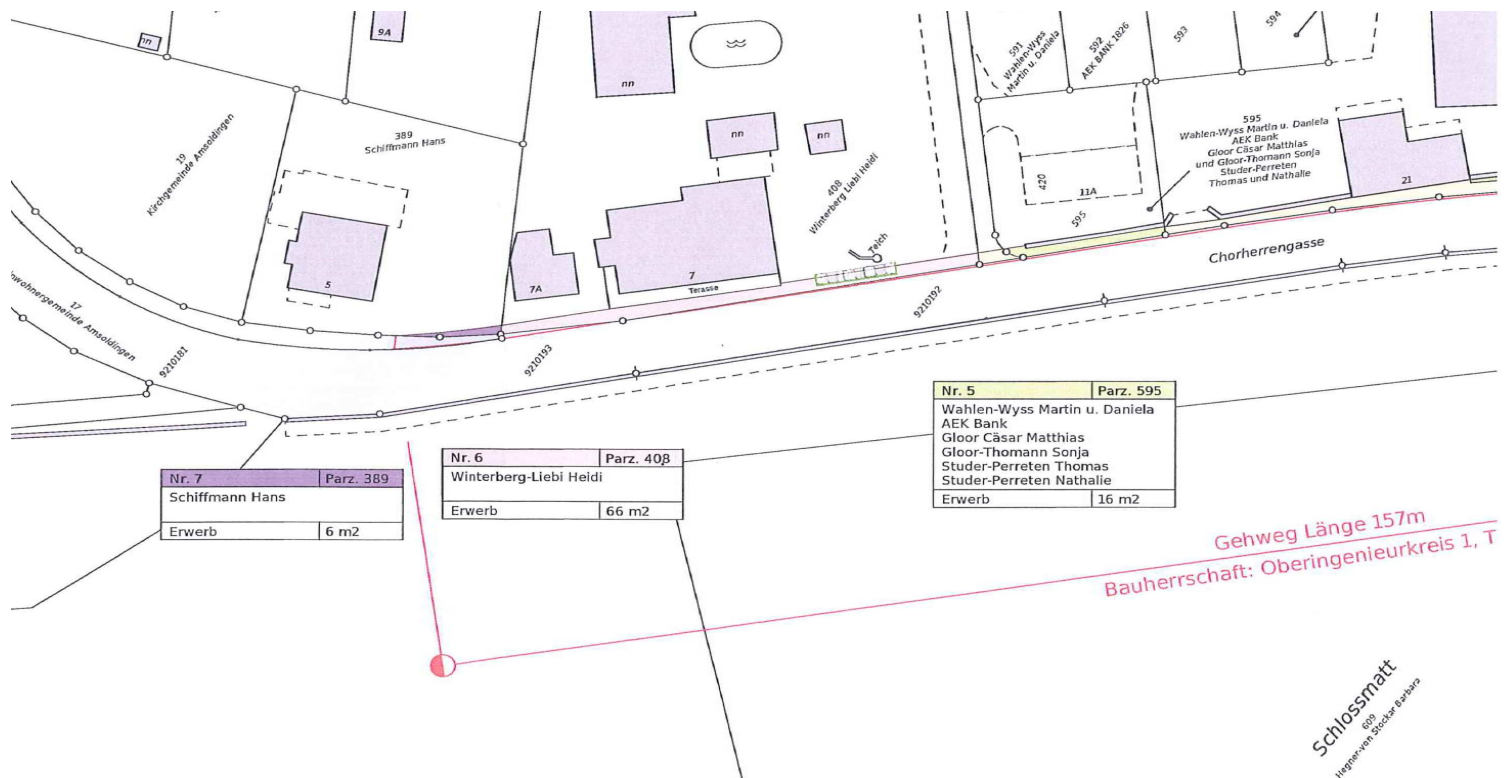 nn
9A
nn
nn
nn
591
Wahlen-Wyss
Martin u. Daniela
592
AEK BANK 1826
593
594
19
Kirchgemeinde Amsoldingen
389
Schiffmann Hans
408
Winterberg Liebi Heidi
595
Wahlen-Wyss Martin u. Daniela
AEK Bank
Gloor Cäsar Matthias
und Gloor-Thomann Sonja
Studer-Perreten
Thomas und Nathalie
420
11A
595
21
5
7A
7
Terasse
Teich
Chorherrengasse
17
inwohnergemeinde Amsoldingen
9210181
9210193
9210192
Nr. 7 Parz. 389
Schiffmann Hans
Erwerb 6 m2
Nr. 6 Parz. 408
Winterberg-Liebi Heidi
Erwerb 66 m2
Nr. 5 Parz. 595
Wahlen-Wyss Martin u. Daniela
AEK Bank
Gloor Cäsar Matthias
Gloor-Thomann Sonja
Studer-Perreten Thomas
Studer-Perreten Nathalie
Erwerb 16 m2
Gehweg Länge 157m
Bauherrschaft: Oberingenieurkreis 1, T
Schlossmatt
609
Hegner-von Stockar Barbara